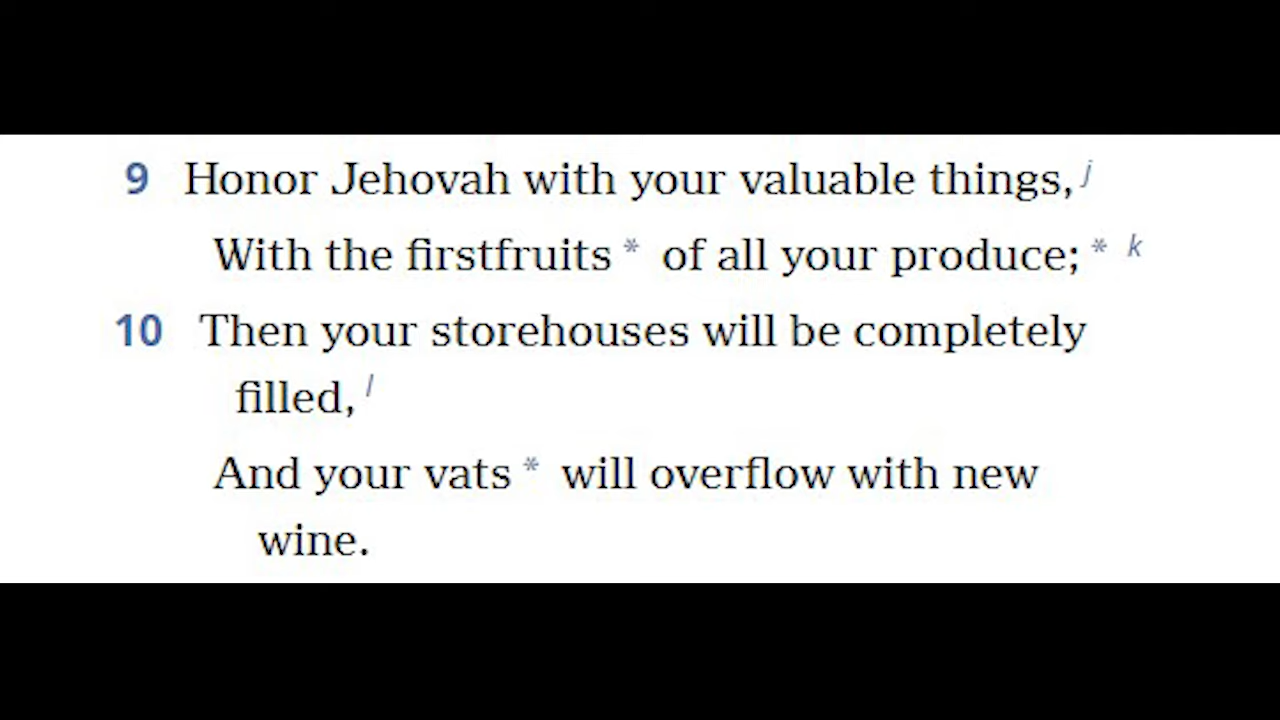 9 Honor Jehovah with your valuable things, j
With the firstfruits * of all your produce; * k
10 Then your storehouses will be completely
filled, l
And your vats * will overflow with new
wine.